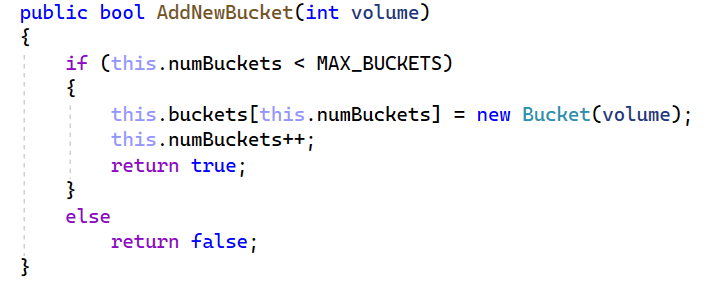 public bool AddNewBucket(int volume)
{
    if (this.numBuckets < MAX_BUCKETS)
    {
        this.buckets[this.numBuckets] = new Bucket(volume);
        this.numBuckets++;
        return true;
    }
    else
        return false;
}